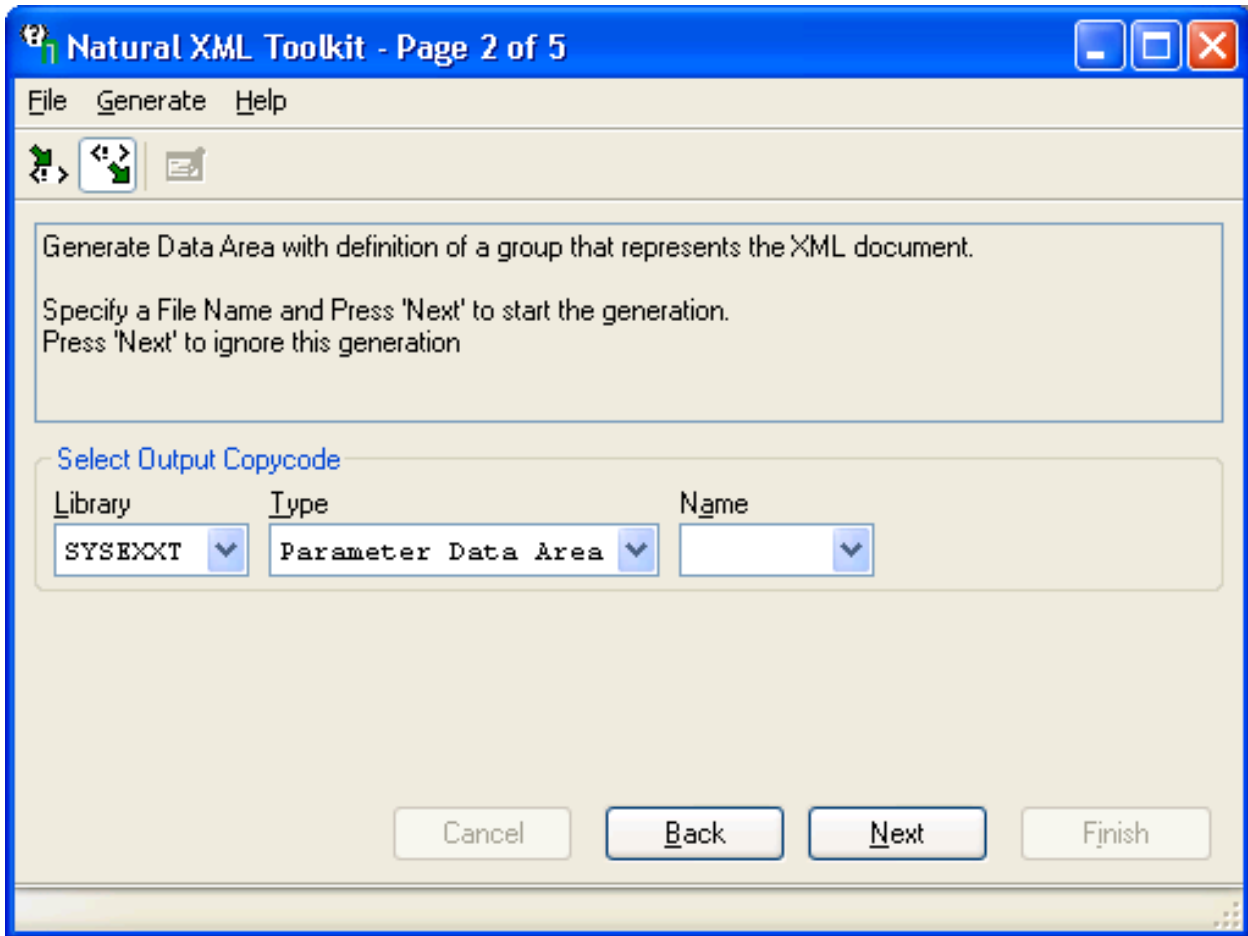 Natural XML Toolkit - Page 2 of 5
File Generate Help
Generate Data Area with definition of a group that represents the XML document.
Specify a File Name and Press 'Next' to start the generation.
Press 'Next' to ignore this generation
Select Output Copycode
Library Type Name
SYSEXXT Parameter Data Area
Cancel Back Next Finish